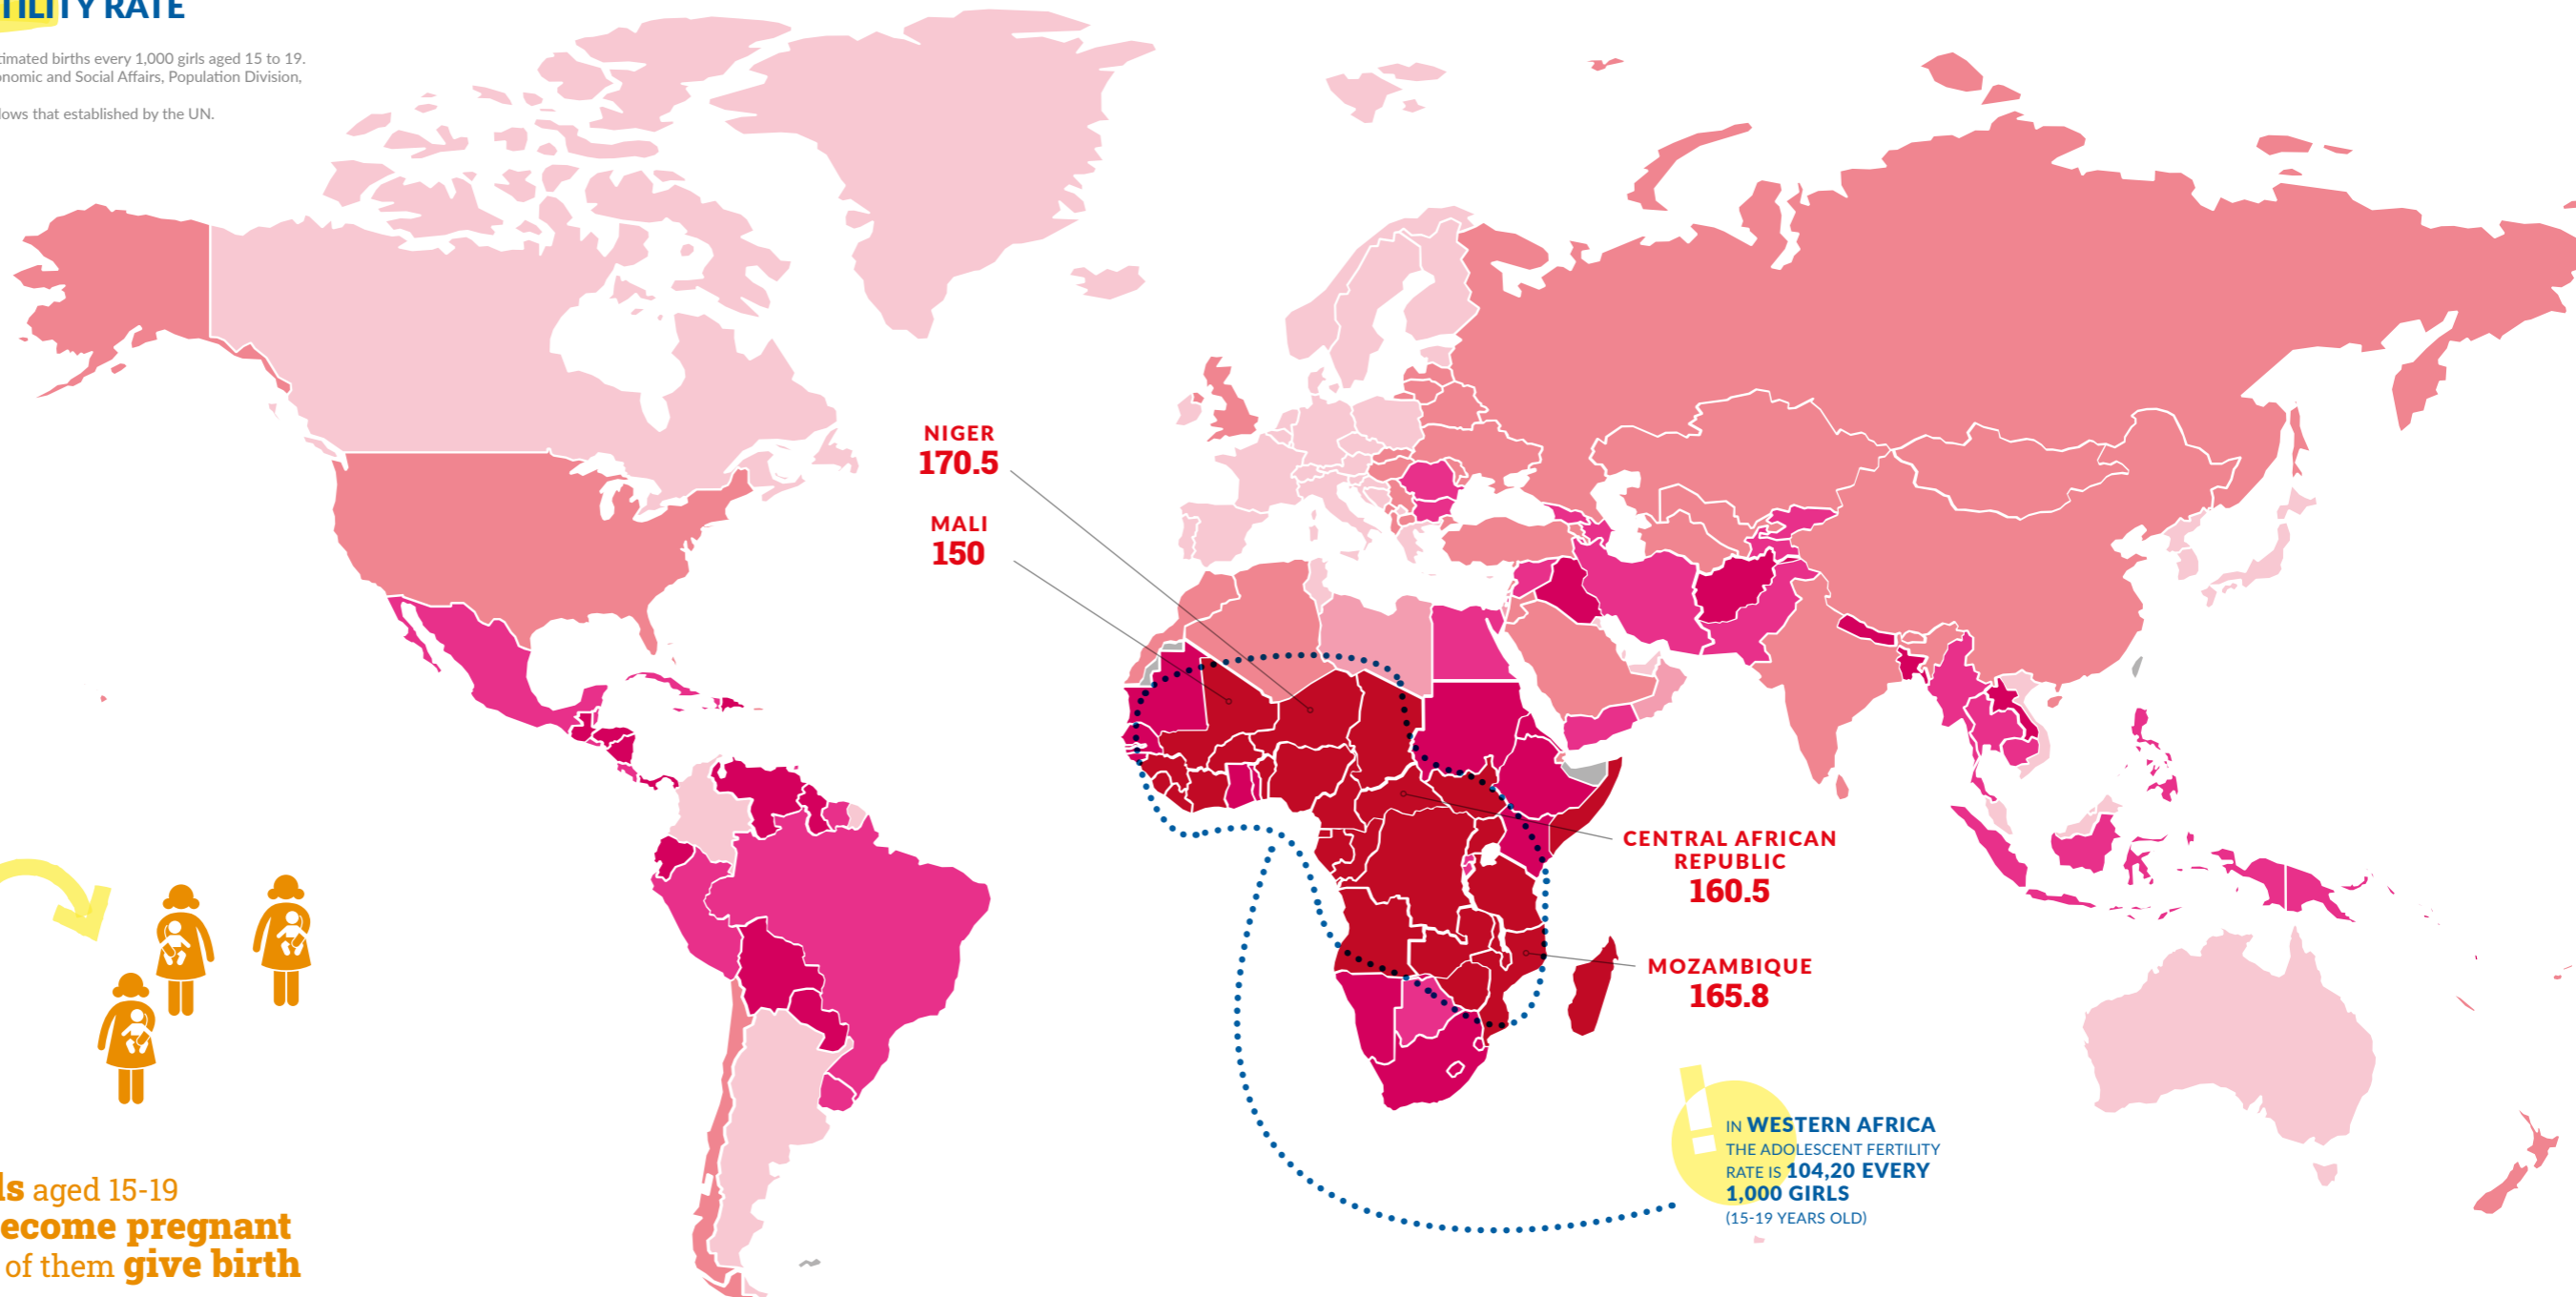 TILITY RATE
timated births every 1,000 girls aged 15 to 19.
onomic and Social Affairs, Population Division,
lows that established by the UN.
NIGER
170.5
MALI
150
CENTRAL AFRICAN
REPUBLIC
160.5
MOZAMBIQUE
165.8
IN WESTERN AFRICA
THE ADOLESCENT FERTILITY
RATE IS 104,20 EVERY
1,000 GIRLS
(15-19 YEARS OLD)
ls aged 15-19
ecome pregnant
of them give birth